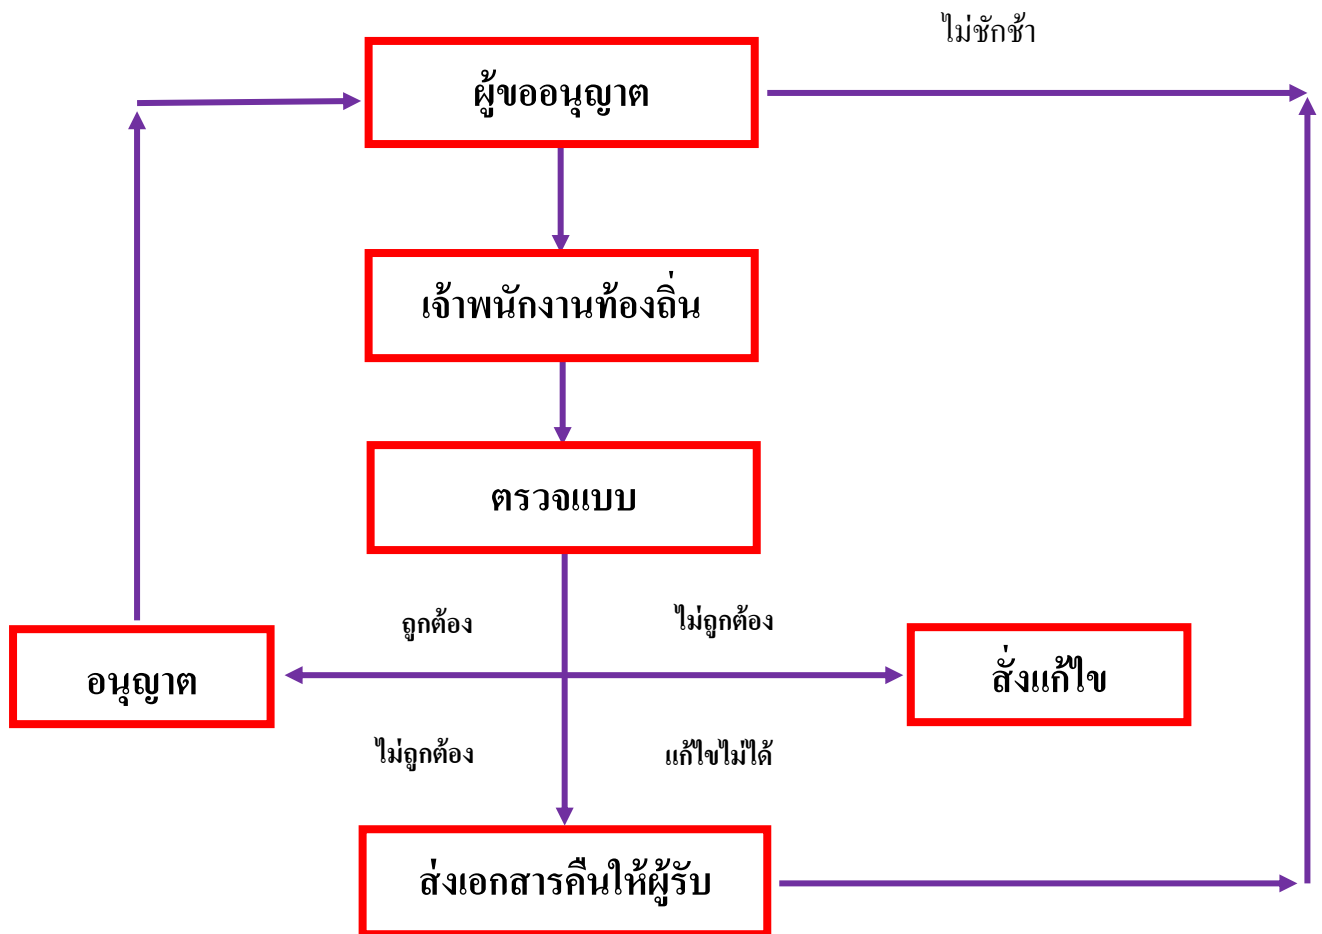 ไม่ชักช้า
ผู้ขออนุญาต
เจ้าพนักงานท้องถิ่น
ตรวจแบบ
ถูกต้อง
ไม่ถูกต้อง
อนุญาต
สั่งแก้ไข
ไม่ถูกต้อง
แก้ไขไม่ได้
ส่งเอกสารคืนให้ผู้รับ